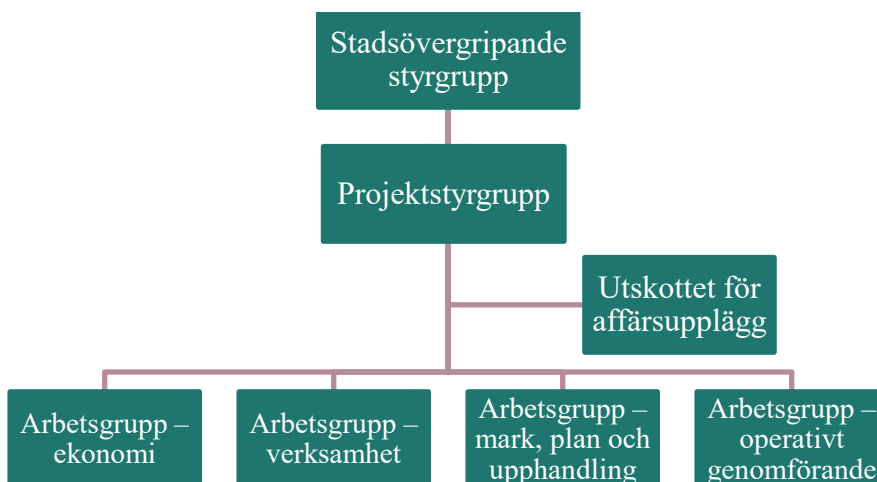 Stadsövergripande
styrgrupp
Projektstyrgrupp
Utskottet för
affärsupplägg
Arbetsgrupp –
ekonomi
Arbetsgrupp –
verksamhet
Arbetsgrupp –
mark, plan och
upphandling
Arbetsgrupp –
operativt
genomförande